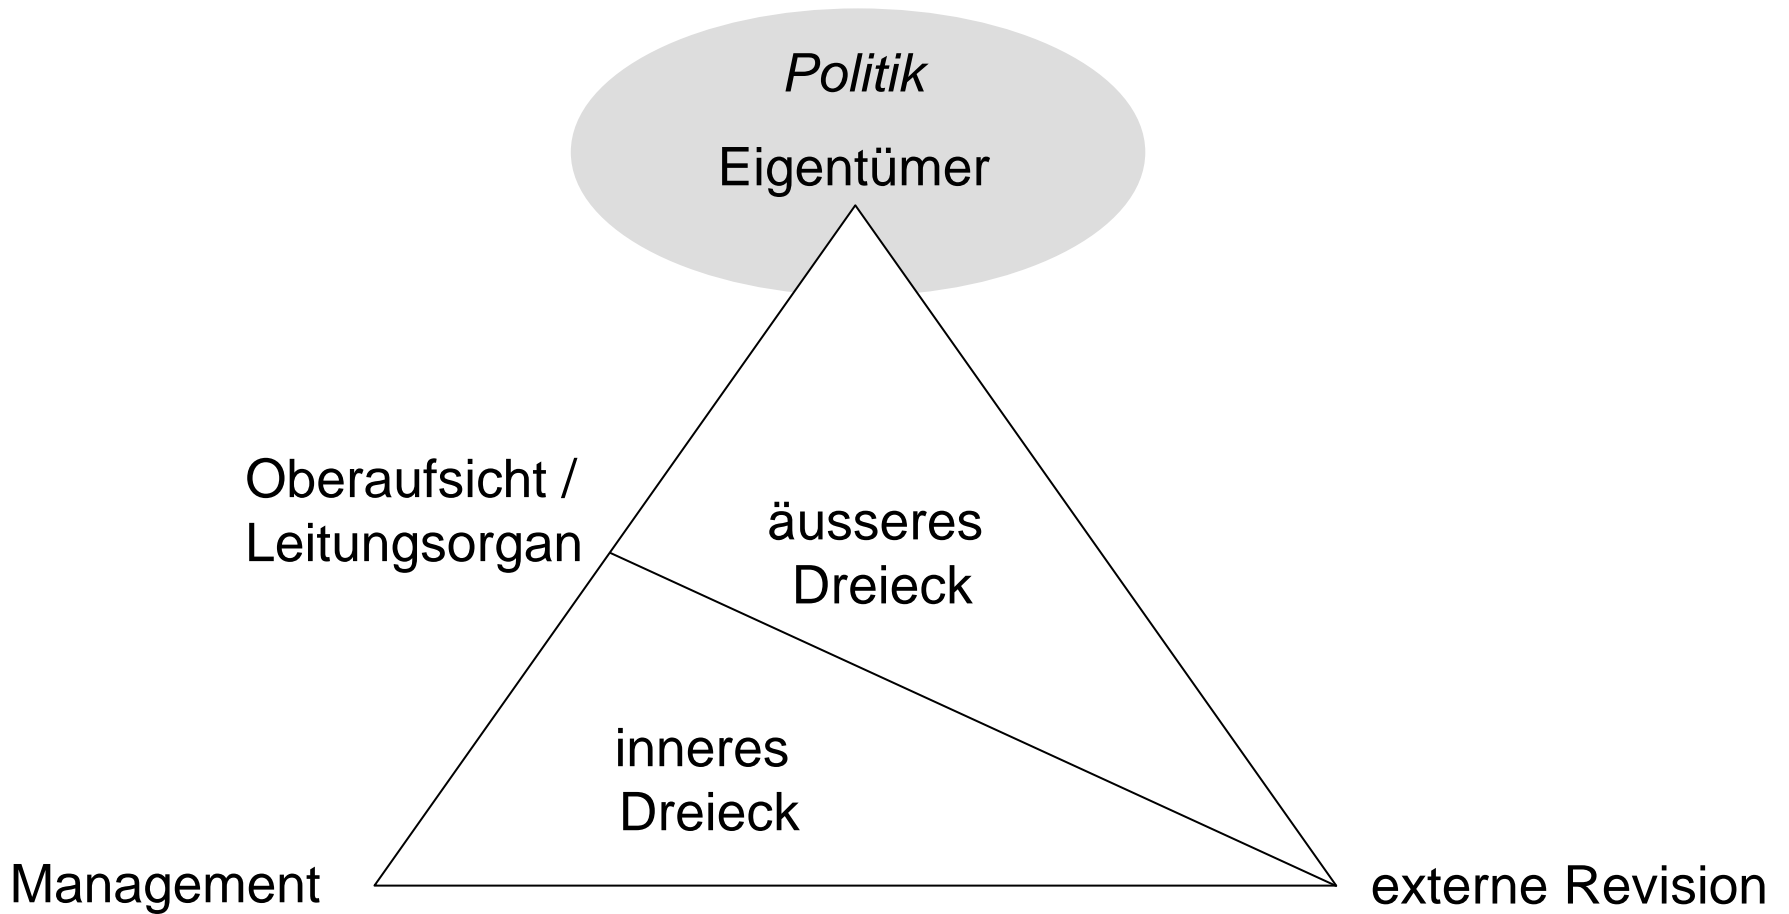 Politik
Eigentümer
Oberaufsicht /
Leitungsorgan
äusseres
Dreieck
inneres
Dreieck
Management
externe Revision